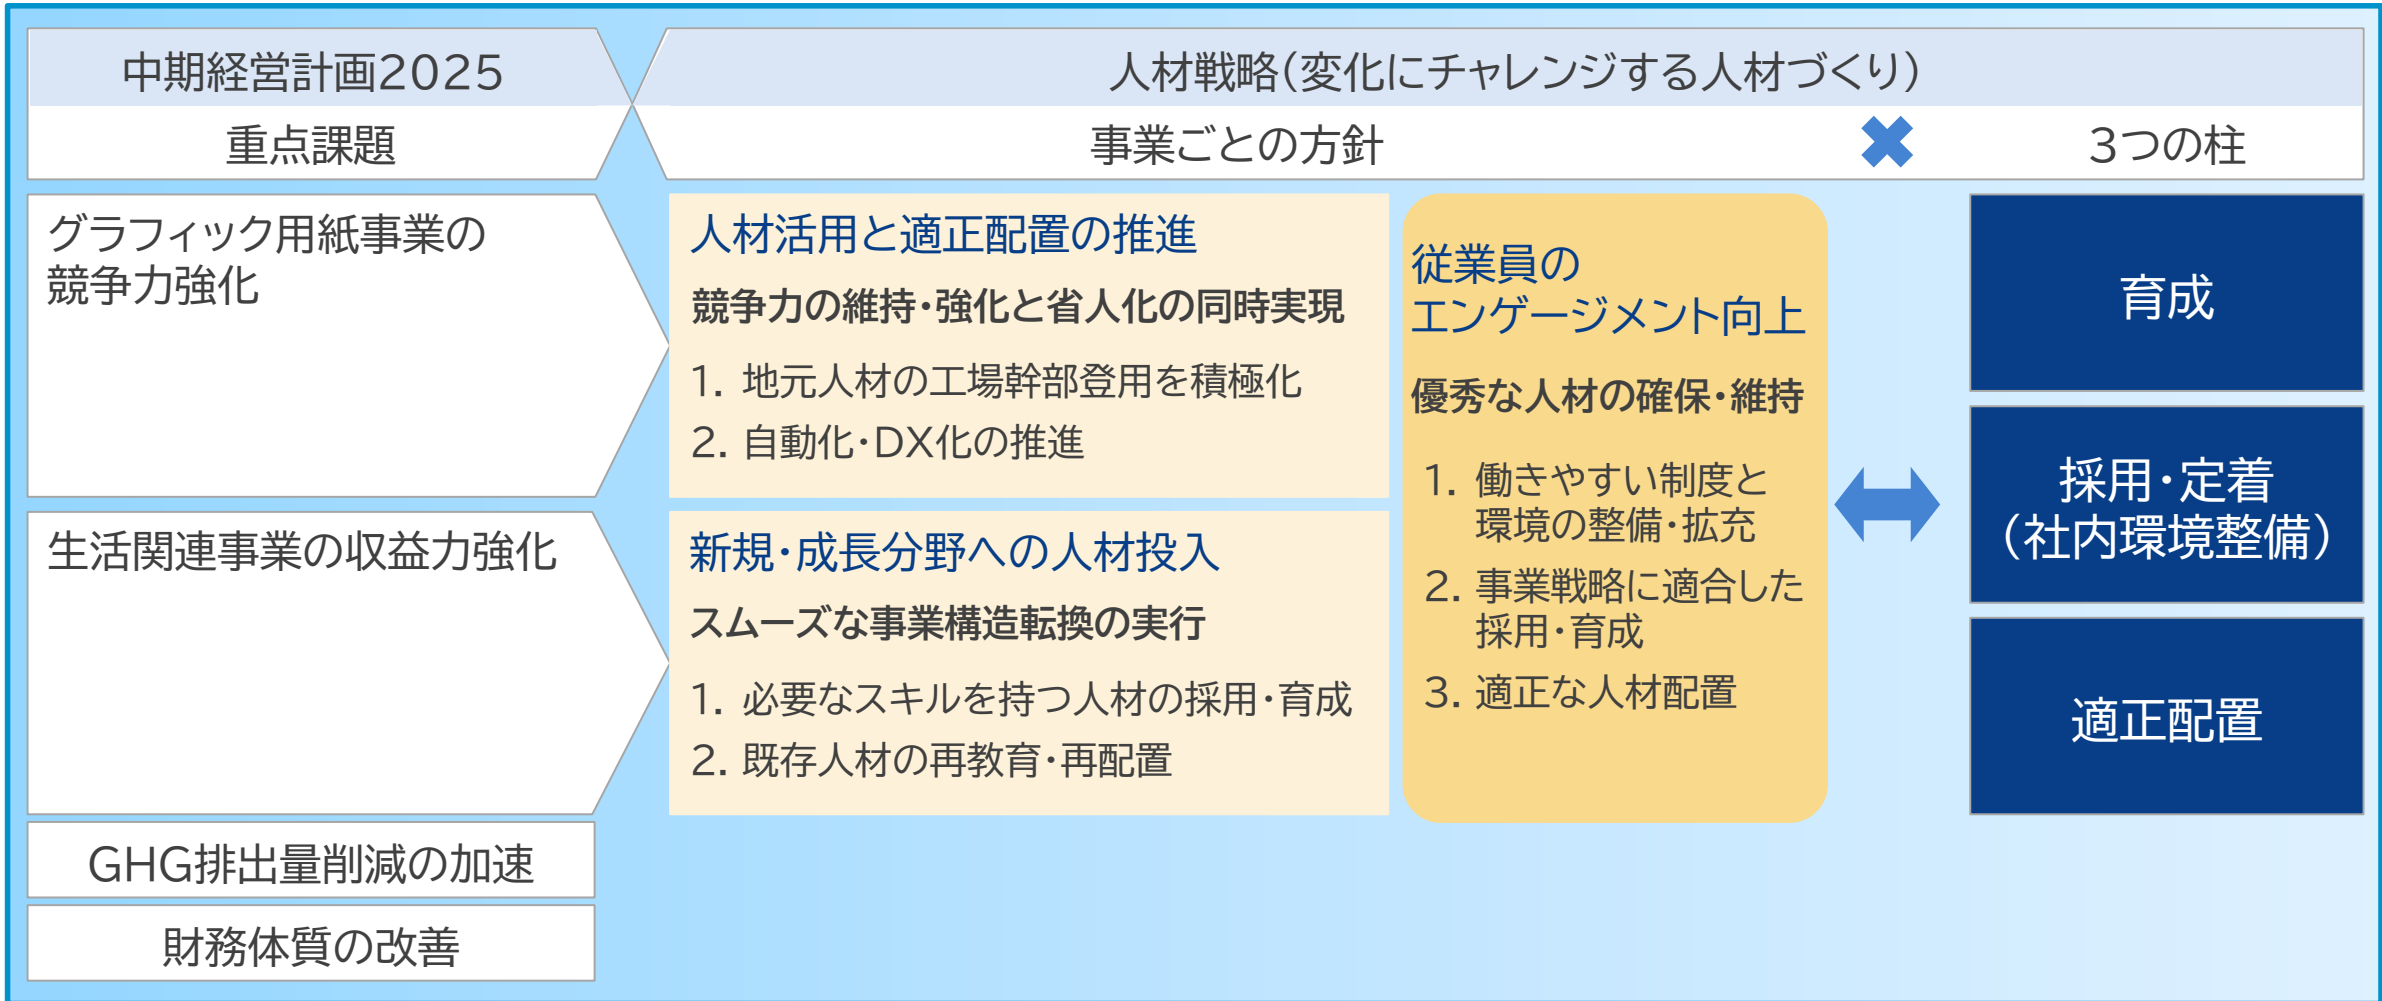 中期経営計画2025
人材戦略(変化にチャレンジする人材づくり)
重点課題
事業ごとの方針
3つの柱
グラフィック用紙事業の
競争力強化
人材活用と適正配置の推進
競争力の維持・強化と省人化の同時実現
1. 地元人材の工場幹部登用を積極化
2. 自動化・DX化の推進
生活関連事業の収益力強化
新規・成長分野への人材投入
スムーズな事業構造転換の実行
1. 必要なスキルを持つ人材の採用・育成
2. 既存人材の再教育・再配置
従業員の
エンゲージメント向上
優秀な人材の確保・維持
1. 働きやすい制度と
環境の整備・拡充
2. 事業戦略に適合した
採用・育成
3. 適正な人材配置
育成
採用・定着
(社内環境整備)
適正配置
GHG排出量削減の加速
財務体質の改善